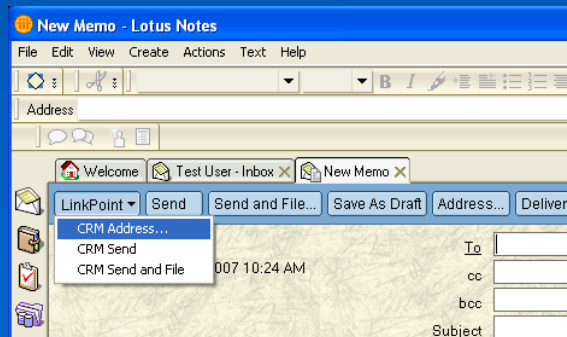 New Memo - Lotus Notes
File Edit View Create Actions Text Help
B I
Address
Welcome Test User - Inbox New Memo
LinkPoint Send Send and File... Save As Draft Address... Deliver
CRM Address...
CRM Send
CRM Send and File
007 10:24 AM
To
cc
bcc
Subject